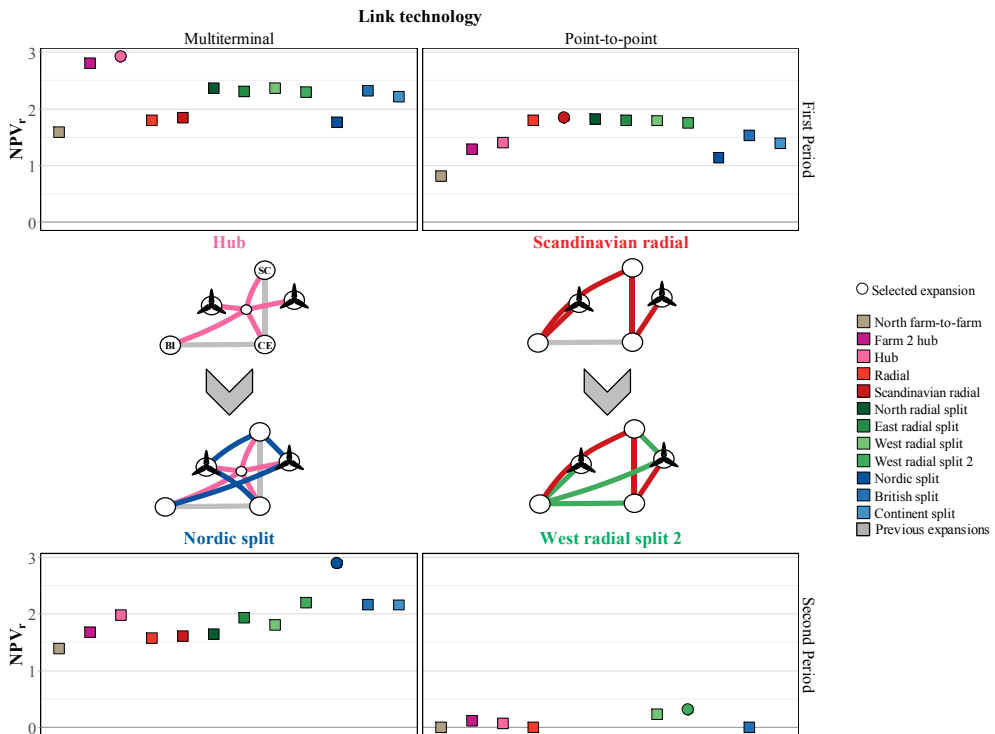 Link technology
Multiterminal
Point-to-point
3
2
1
0
NPVr
First Period
Hub
Scandinavian radial
SC
BI
CE
Selected expansion
North farm-to-farm
Farm 2 hub
Hub
Radial
Scandinavian radial
North radial split
East radial split
West radial split
West radial split 2
Nordic split
British split
Continent split
Previous expansions
Nordic split
West radial split 2
3
2
1
0
NPVr
Second Period